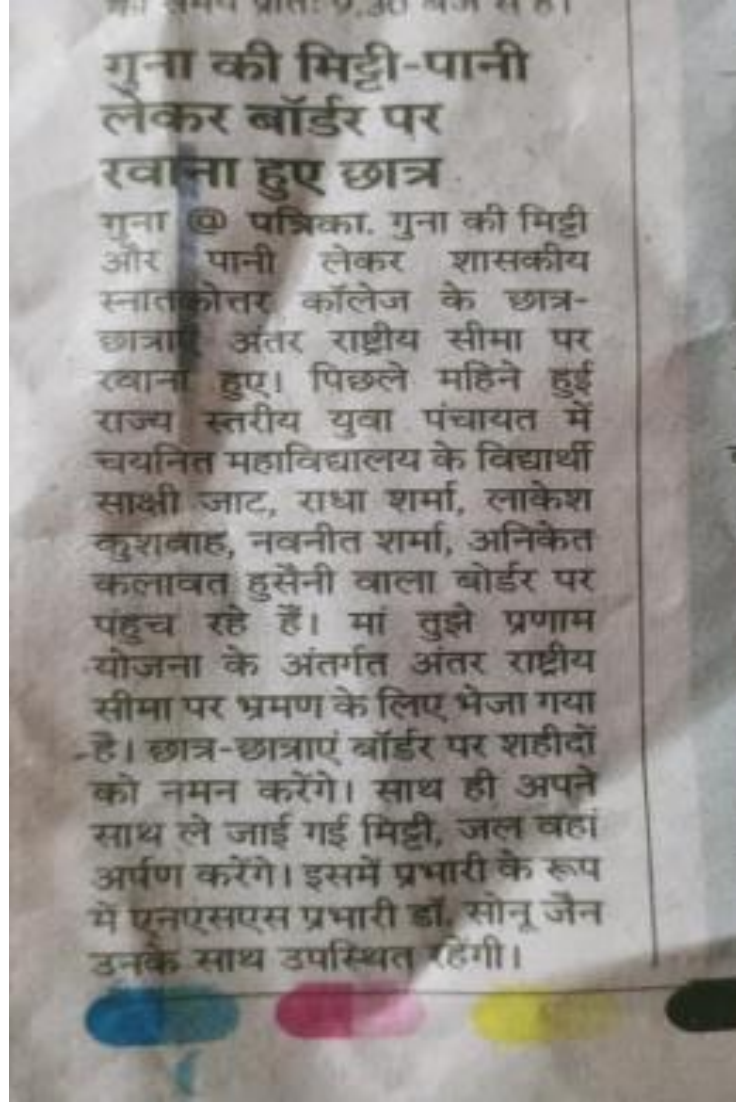 गुना की मिट्टी-पानी
लेकर बॉर्डर पर
रवाना हुए छात्र
गुना @ पत्रिका. गुना की मिट्टी
और पानी लेकर शासकीय
स्नातकोत्तर कॉलेज के छात्र-
छात्राएं अंतर राष्ट्रीय सीमा पर
रवाना हुए। पिछले महिने हुई
राज्य स्तरीय युवा पंचायत में
चयनित महाविद्यालय के विद्यार्थी
साक्षी जाट, राधा शर्मा, लाकेश
कुशवाह, नवनीत शर्मा, अनिकेत
कलावत हुसैनी वाला बोर्डर पर
पंहुच रहे हैं। मां तुझे प्रणाम
योजना के अंतर्गत अंतर राष्ट्रीय
सीमा पर भ्रमण के लिए भेजा गया
है। छात्र-छात्राएं बॉर्डर पर शहीदों
को नमन करेंगे। साथ ही अपने
साथ ले जाई गई मिट्टी, जल वहां
अर्पण करेंगे। इसमें प्रभारी के रूप
में एनएसएस प्रभारी डॉ. सोनू जैन
उनके साथ उपस्थित रहेंगी।